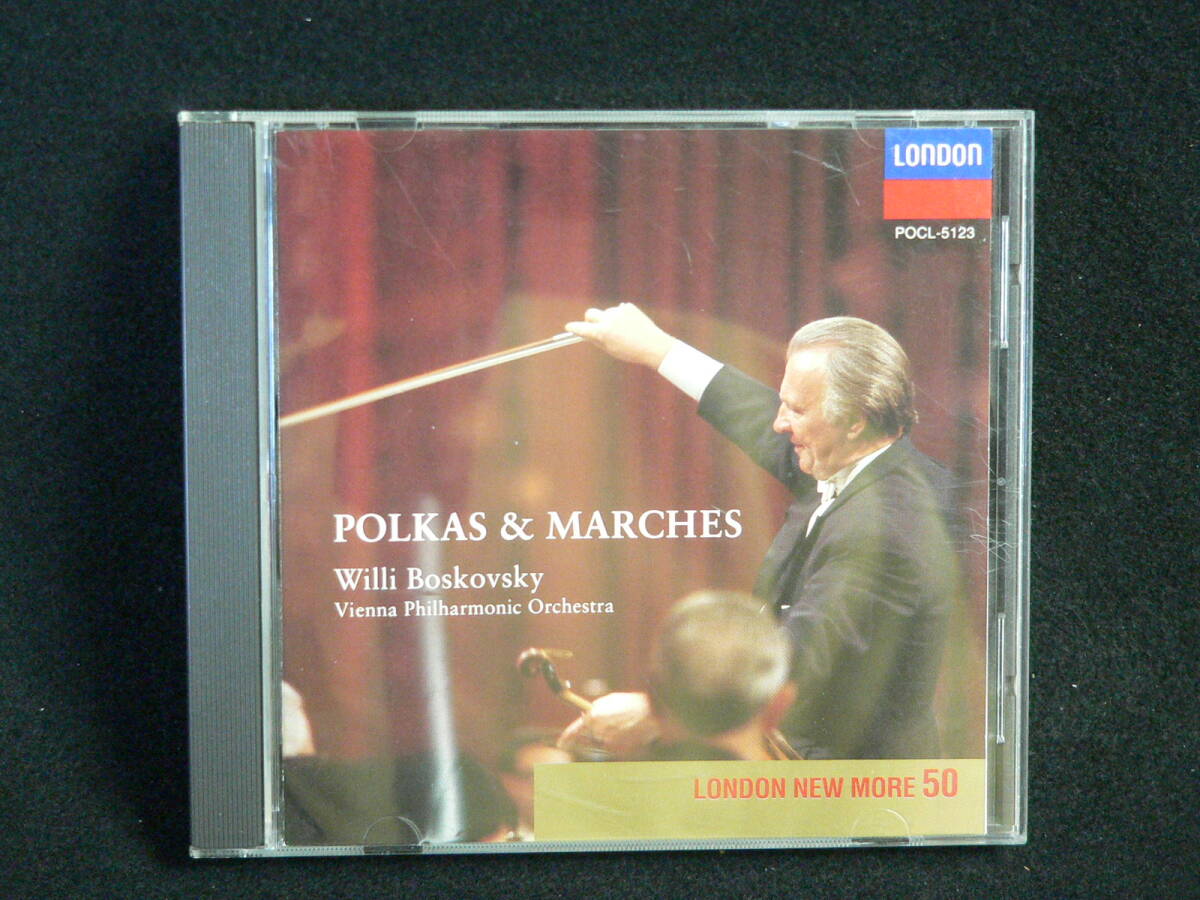 LONDON
POCL-5123
POLKAS & MARCHES
Willi Boskovsky
Vienna Philharmonic Orchestra
LONDON NEW MORE 50